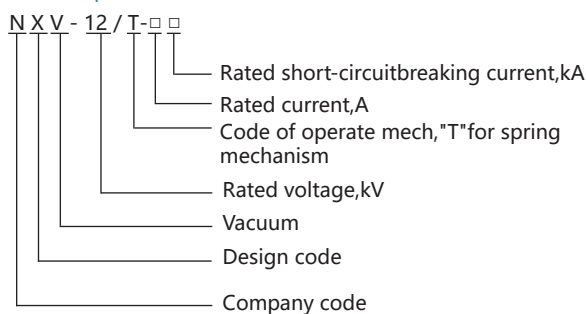 N X V - 12 / T-□ □
Rated short-circuitbreaking current,kA
Rated current,A
Code of operate mech,"T"for spring
mechanism
Rated voltage,kV
Vacuum
Design code
Company code